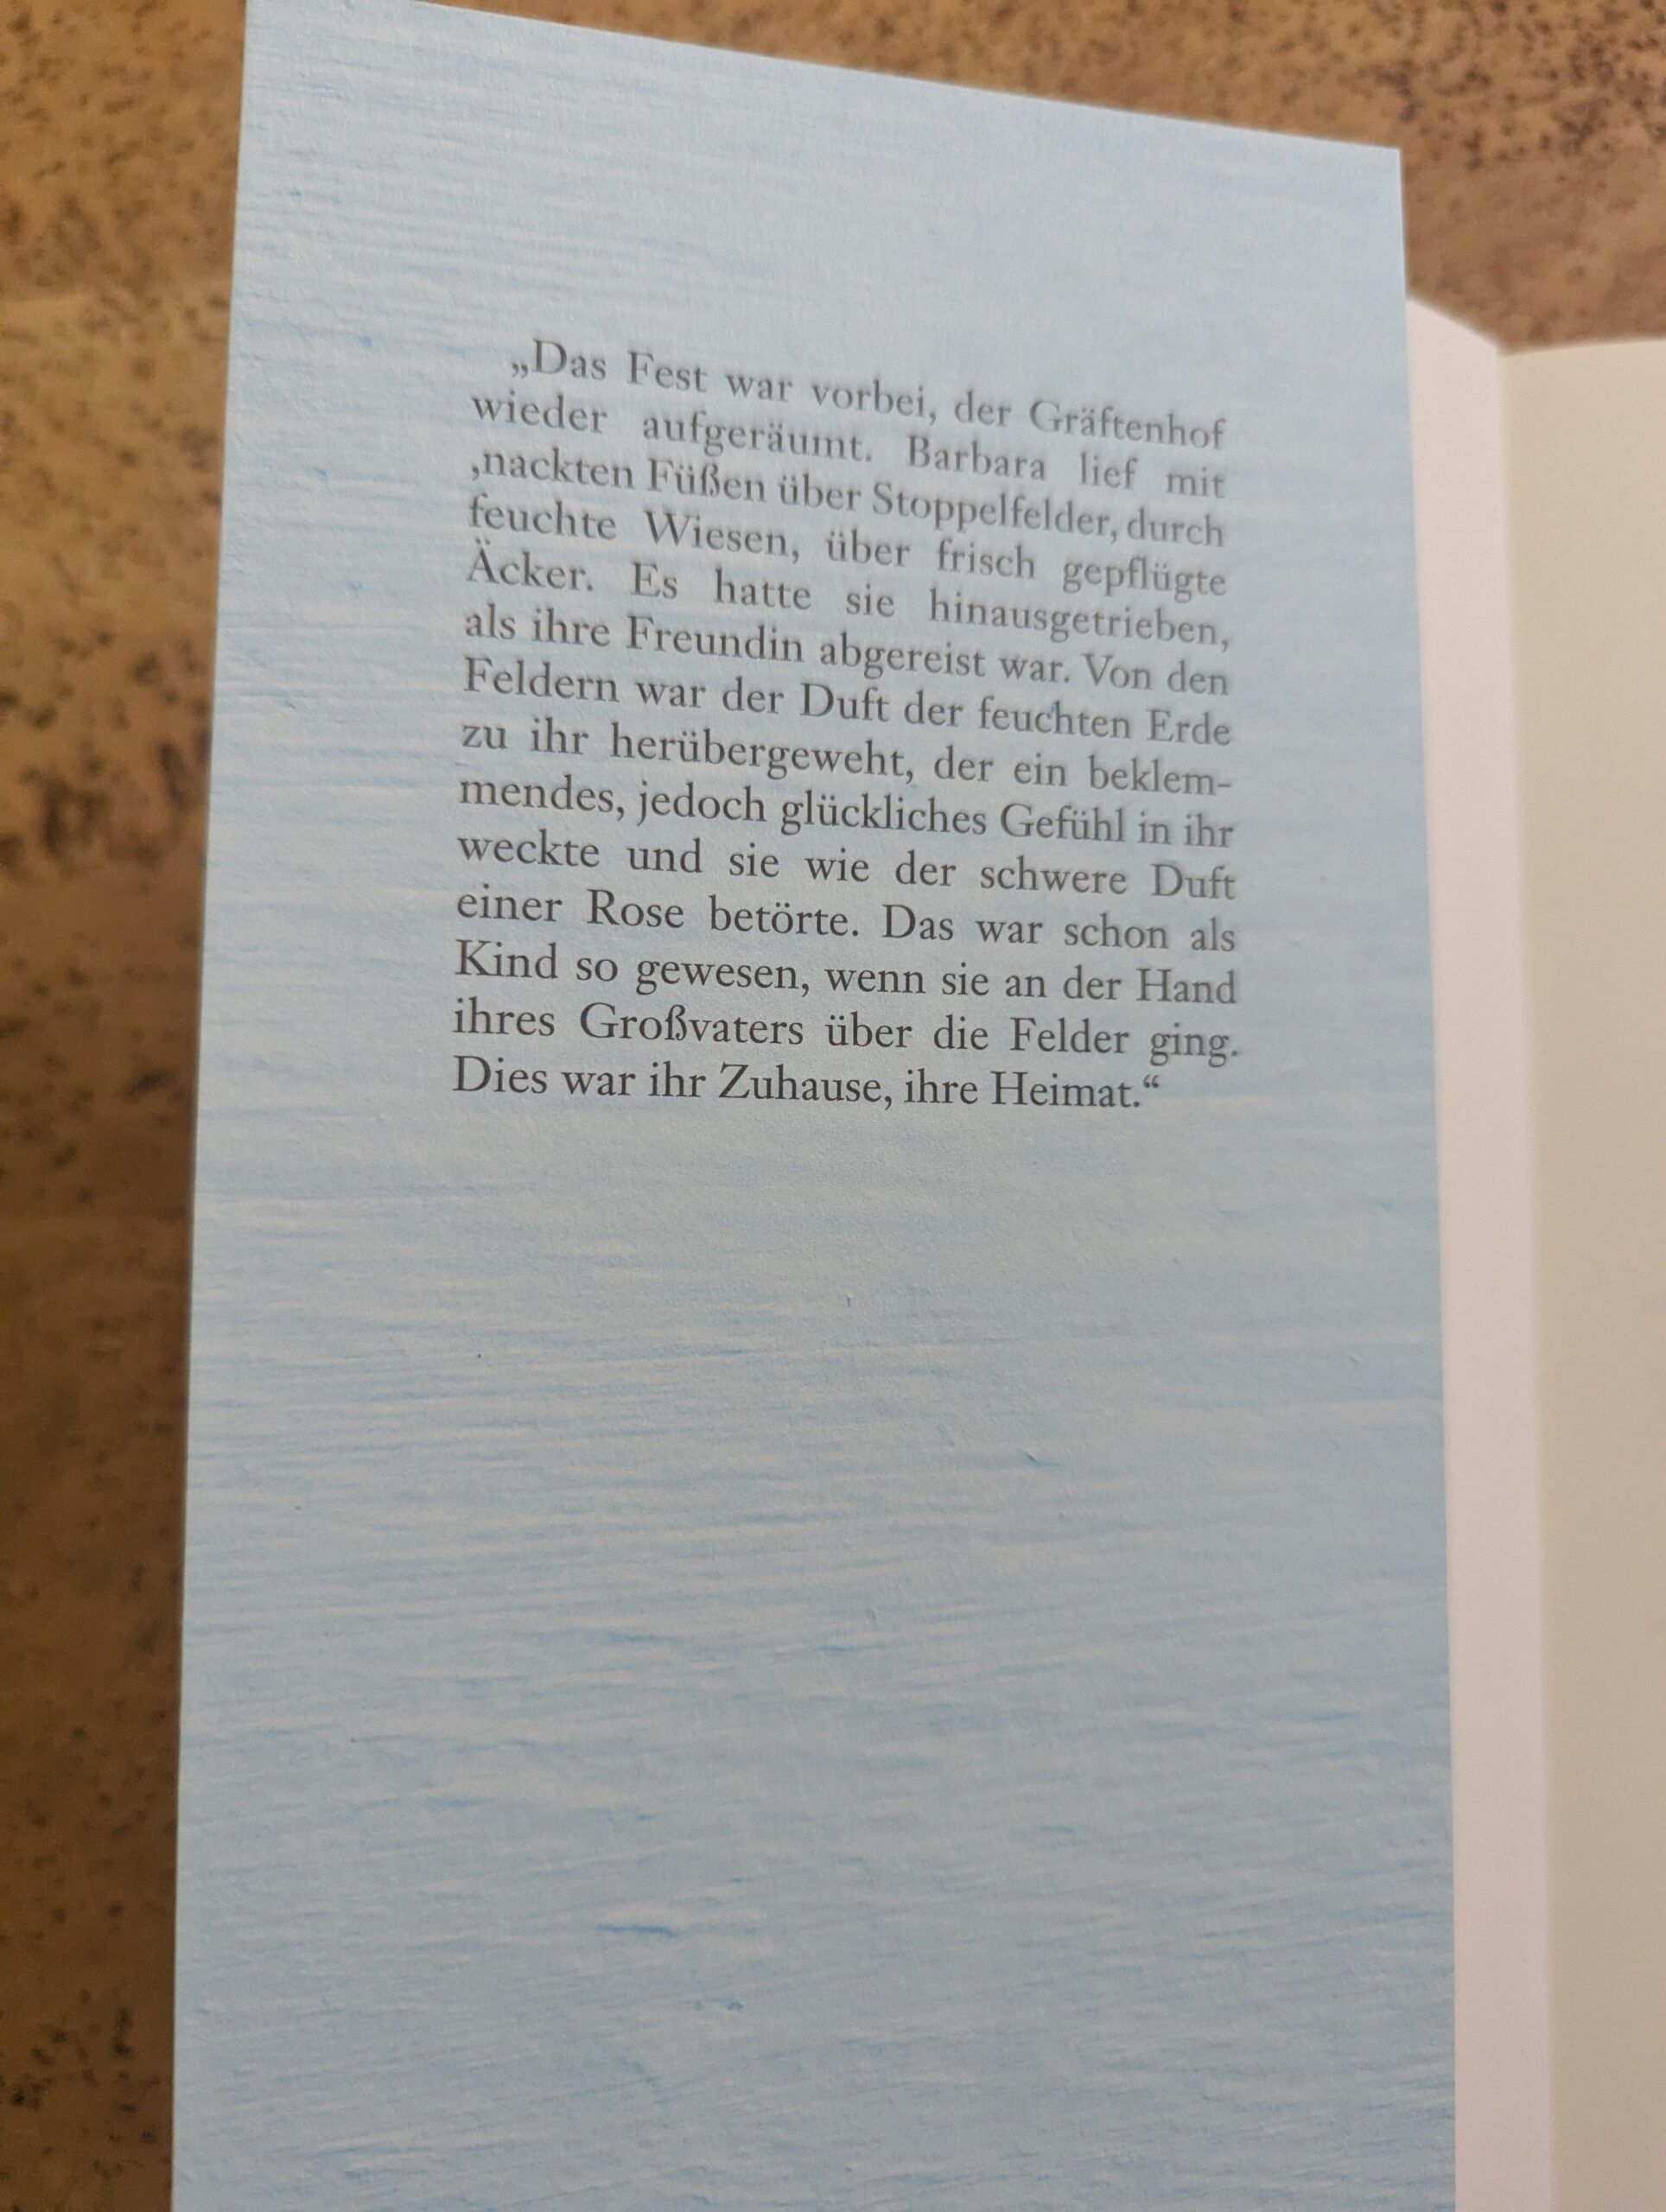 „Das Fest war vorbei, der Gräftenhof
wieder aufgeräumt. Barbara lief mit
‚nackten Füßen über Stoppelfelder, durch
feuchte Wiesen, über frisch gepflügte
Äcker. Es hatte sie hinausgetrieben,
als ihre Freundin abgereist war. Von den
Feldern war der Duft der feuchten Erde
zu ihr herübergeweht, der ein beklem-
mendes, jedoch glückliches Gefühl in ihr
weckte und sie wie der schwere Duft
einer Rose betörte. Das war schon als
Kind so gewesen, wenn sie an der Hand
ihres Großvaters über die Felder ging.
Dies war ihr Zuhause, ihre Heimat.“